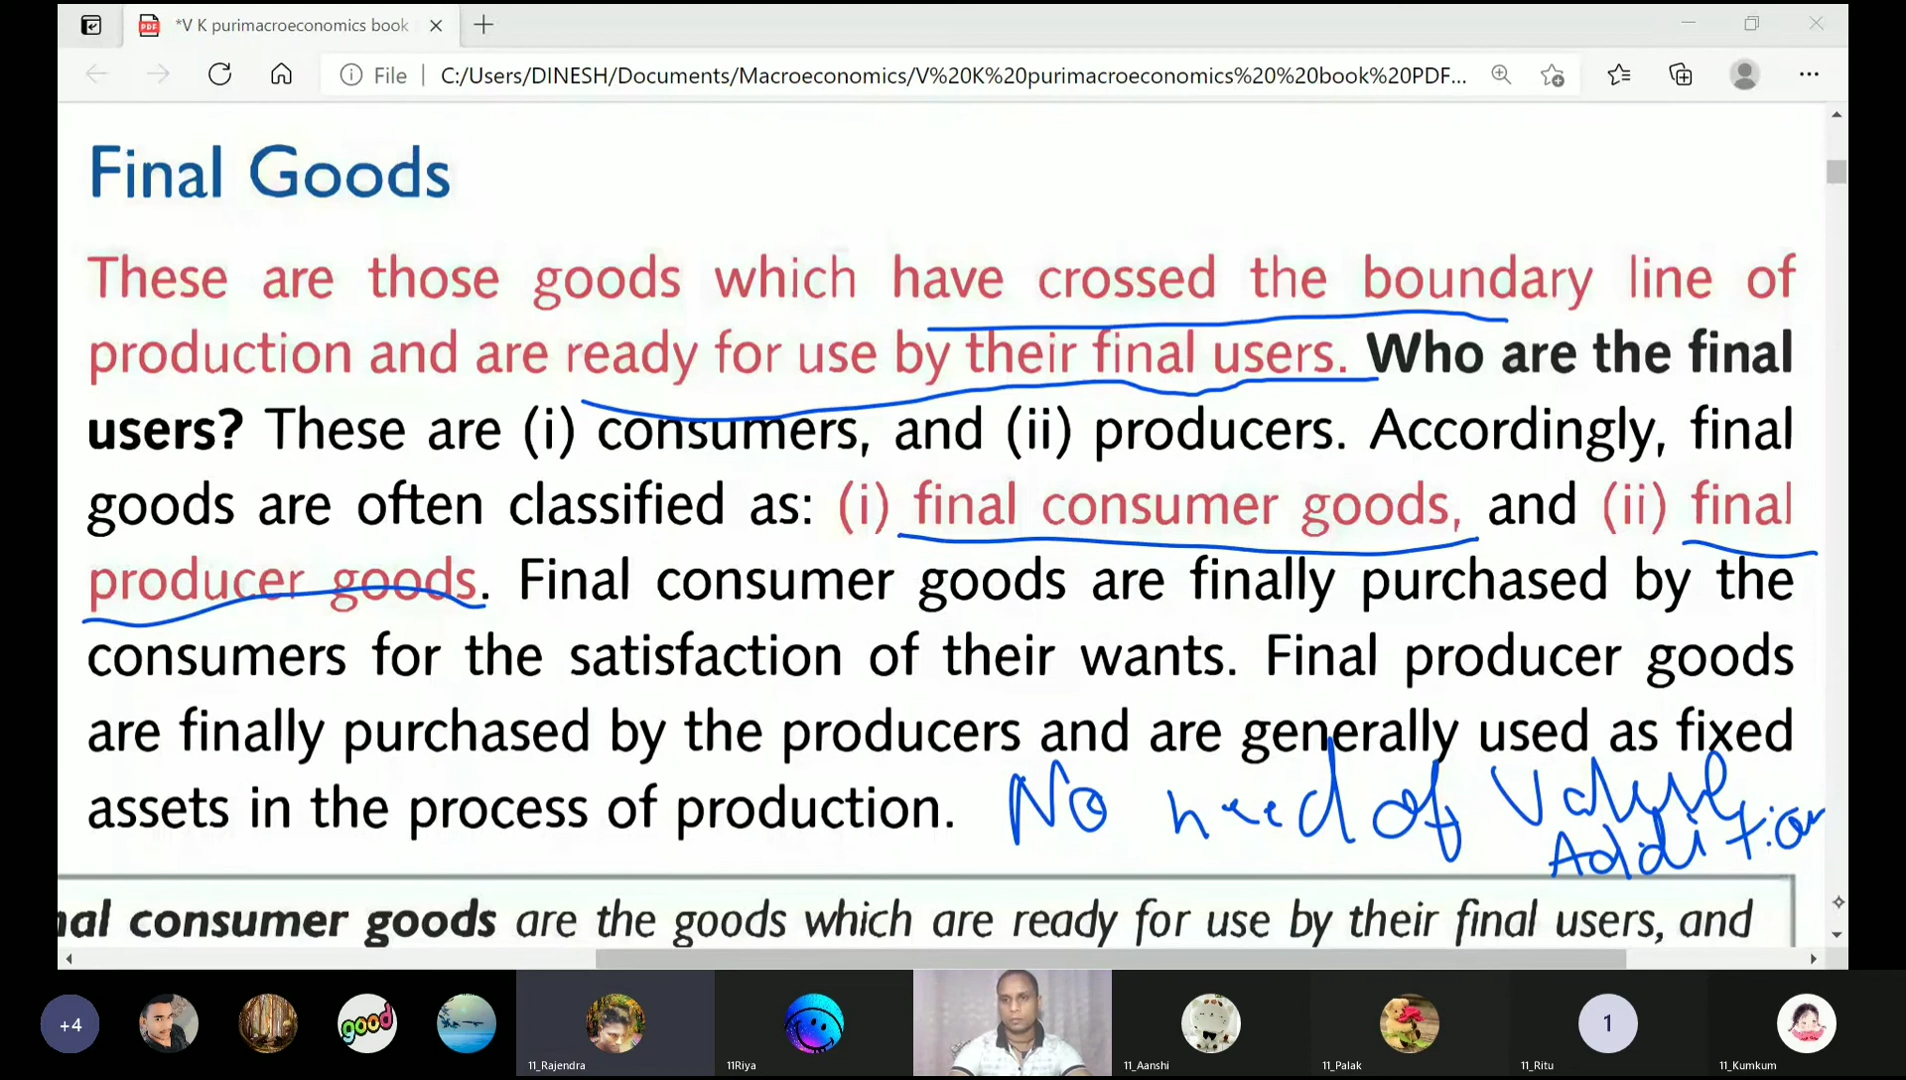 *V K purimacroeconomics book
File
C:/Users/DINESH/Documents/Macroeconomics/V%20K%20purimacroeconomics%20%20book%20PDF...
Final Goods
These are those goods which have crossed the boundary line of
production and are ready for use by their final users. Who are the final
users? These are (i) consumers, and (ii) producers. Accordingly, final
goods are often classified as: (i) final consumer goods, and (ii) final
producer goods. Final consumer goods are finally purchased by the
consumers for the satisfaction of their wants. Final producer goods
are finally purchased by the producers and are generally used as fixed
assets in the process of production.
No need of Value
Addition
nal consumer goods are the goods which are ready for use by their final users, and
+4
good
1
11_Rajendra
11Riya
11_Aanshi
11_Palak
11_Ritu
11_Kumkum